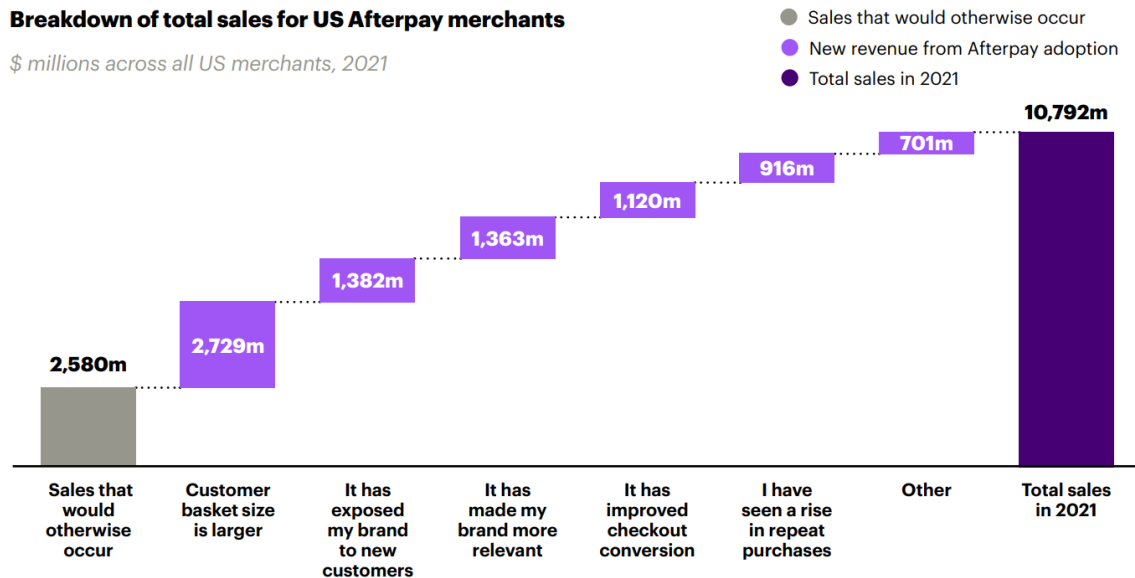 Breakdown of total sales for US Afterpay merchants
$ millions across all US merchants, 2021
Sales that would otherwise occur
New revenue from Afterpay adoption
Total sales in 2021
2,580m
2,729m
1,382m
1,363m
1,120m
916m
701m
10,792m
Sales that
would
otherwise
occur
Customer
basket size
is larger
It has
exposed
my brand
to new
customers
It has
made my
brand more
relevant
It has
improved
checkout
conversion
I have
seen a rise
in repeat
purchases
Other
Total sales
in 2021